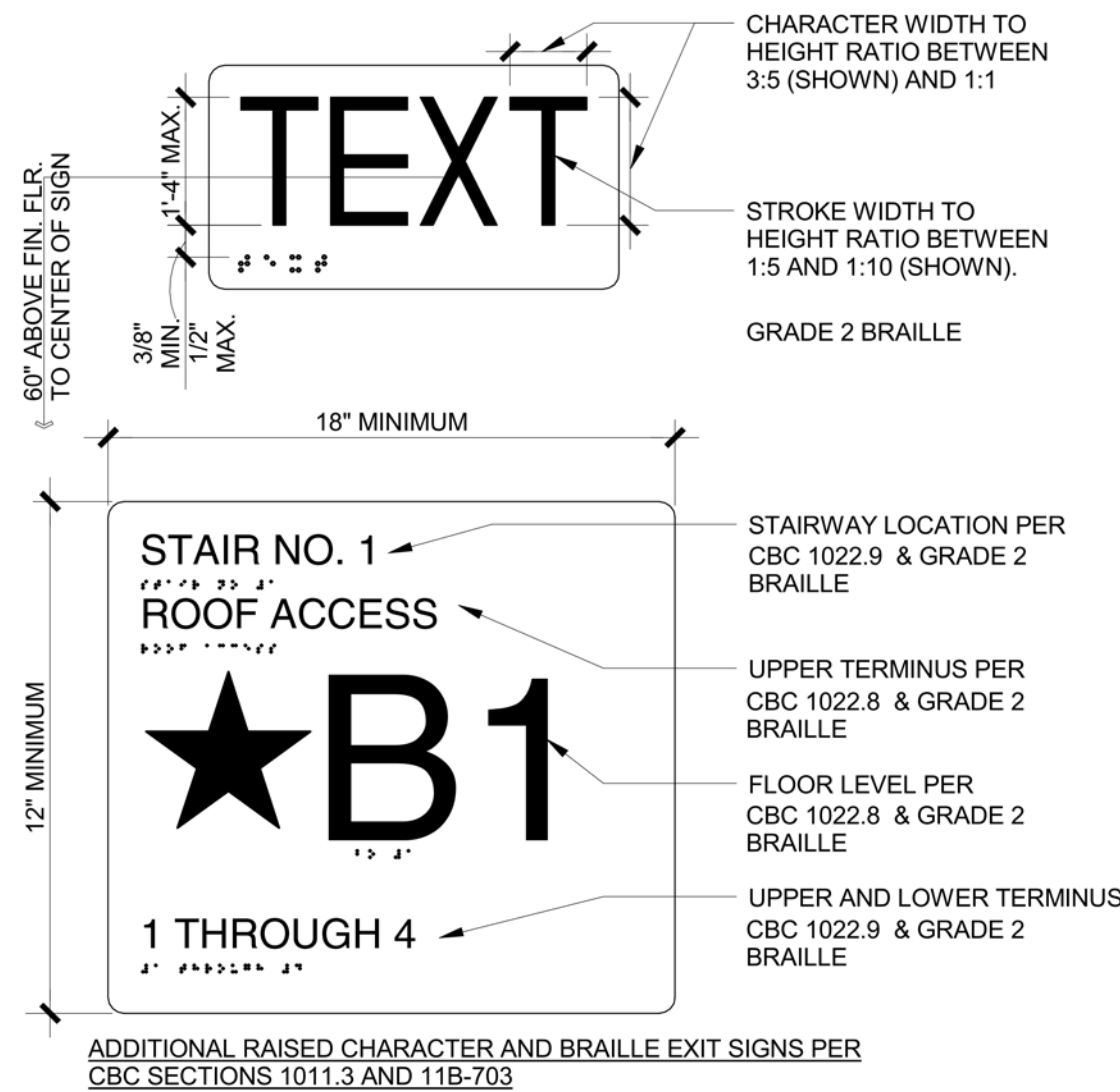 CHARACTER WIDTH TO
HEIGHT RATIO BETWEEN
3:5 (SHOWN) AND 1:1
TEXT
1'-4" MAX.
60" ABOVE FIN. FLR.
TO CENTER OF SIGN
STROKE WIDTH TO
HEIGHT RATIO BETWEEN
1:5 AND 1:10 (SHOWN).
GRADE 2 BRAILLE
3/8"
MIN.
1/2"
MAX.
18" MINIMUM
12" MINIMUM
STAIR NO. 1
ROOF ACCESS
★B1
1 THROUGH 4
STAIRWAY LOCATION PER
CBC 1022.9 & GRADE 2
BRAILLE
UPPER TERMINUS PER
CBC 1022.8 & GRADE 2
BRAILLE
FLOOR LEVEL PER
CBC 1022.8 & GRADE 2
BRAILLE
UPPER AND LOWER TERMINUS
CBC 1022.9 & GRADE 2
BRAILLE
ADDITIONAL RAISED CHARACTER AND BRAILLE EXIT SIGNS PER
CBC SECTIONS 1011.3 AND 11B-703